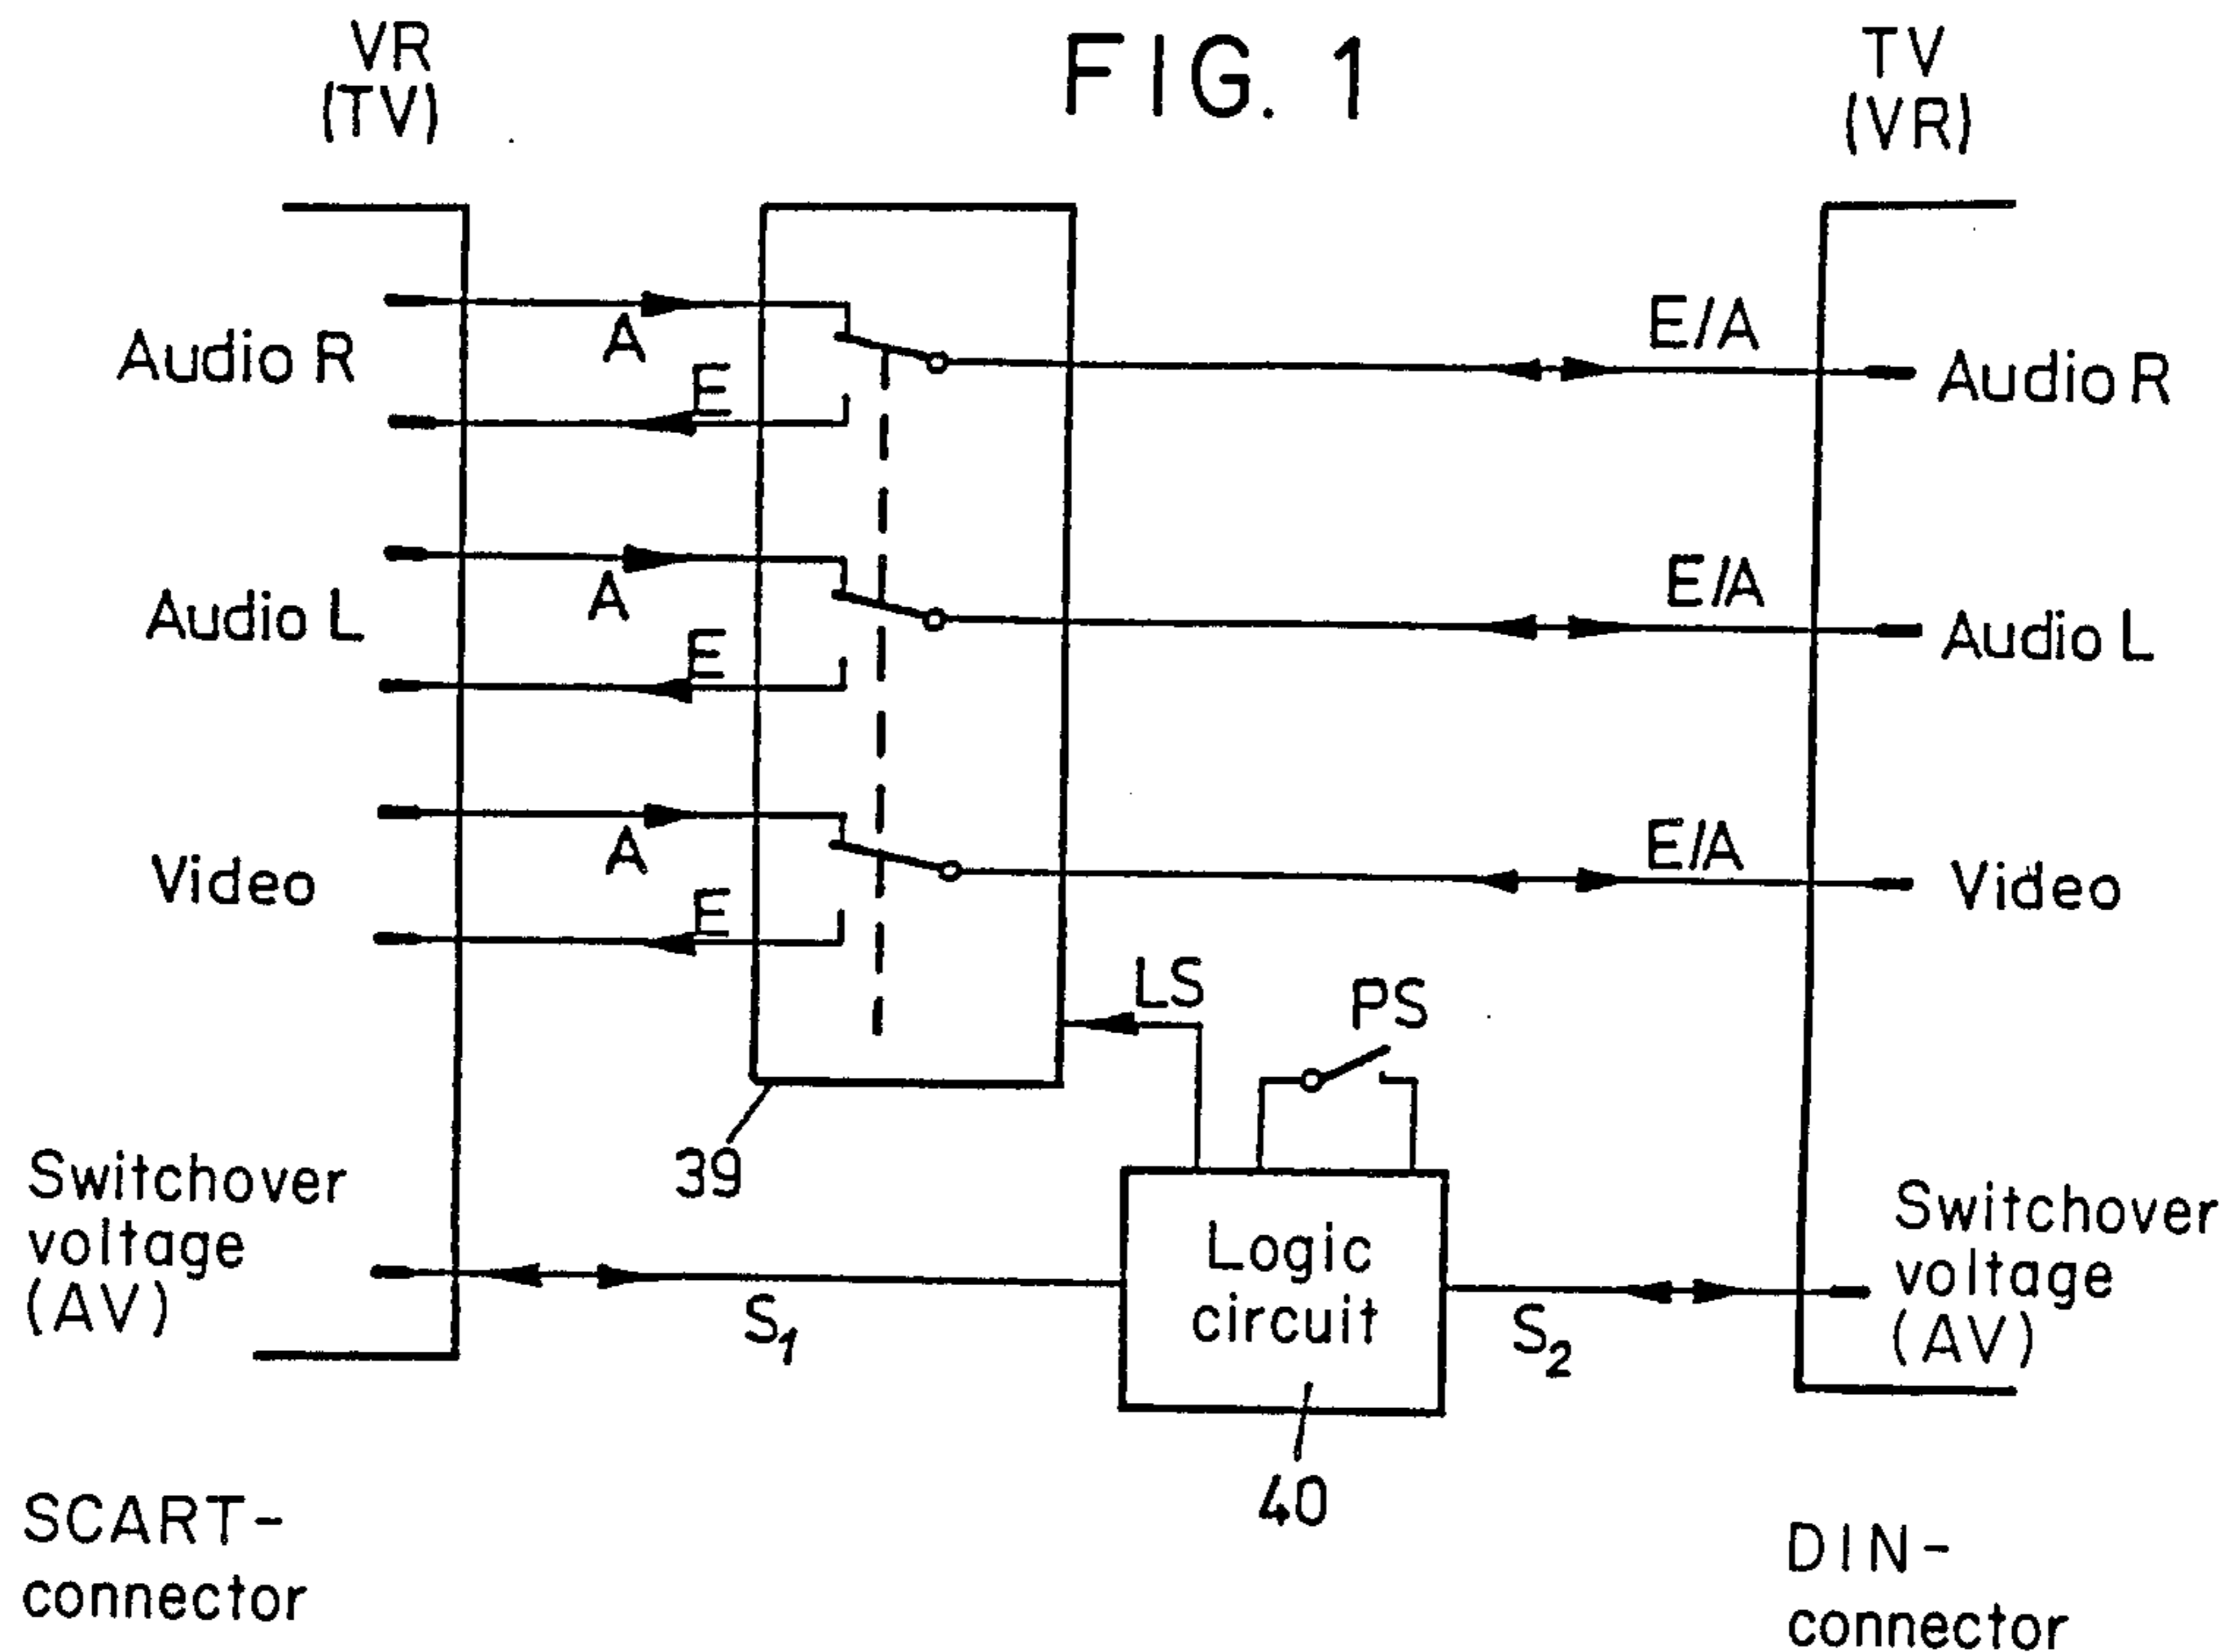 FIG. 1
VR
(TV)
TV
(VR)
Audio R
A
E
E/A
Audio R
Audio L
A
E
E/A
Audio L
Video
A
E
E/A
Video
LS
PS
39
Switchover
voltage
(AV)
S1
Logic
circuit
S2
Switchover
voltage
(AV)
40
SCART-
connector
DIN-
connector